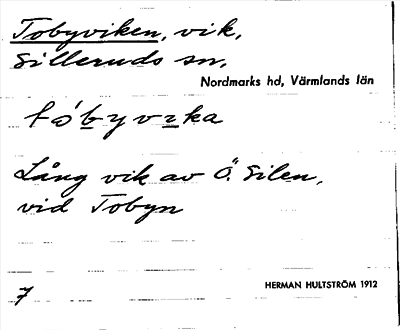 Tobyviken, vik,
Silleruds sn,
Nordmarks hd, Värmlands län
Lång vik av Ö. Silen,
vid Tobyn
7
HERMAN HULTSTRÖM 1912